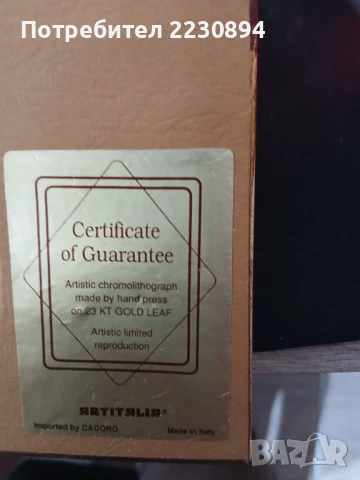 Потребител 2230894
Certificate
of Guarantee
Artistic chromolithograph
made by hand press
on 23 KT GOLD LEAF
Artistic limited
reproduction
ARTITALIA®
Imported by CADORO. Made in Italy
BAZAR